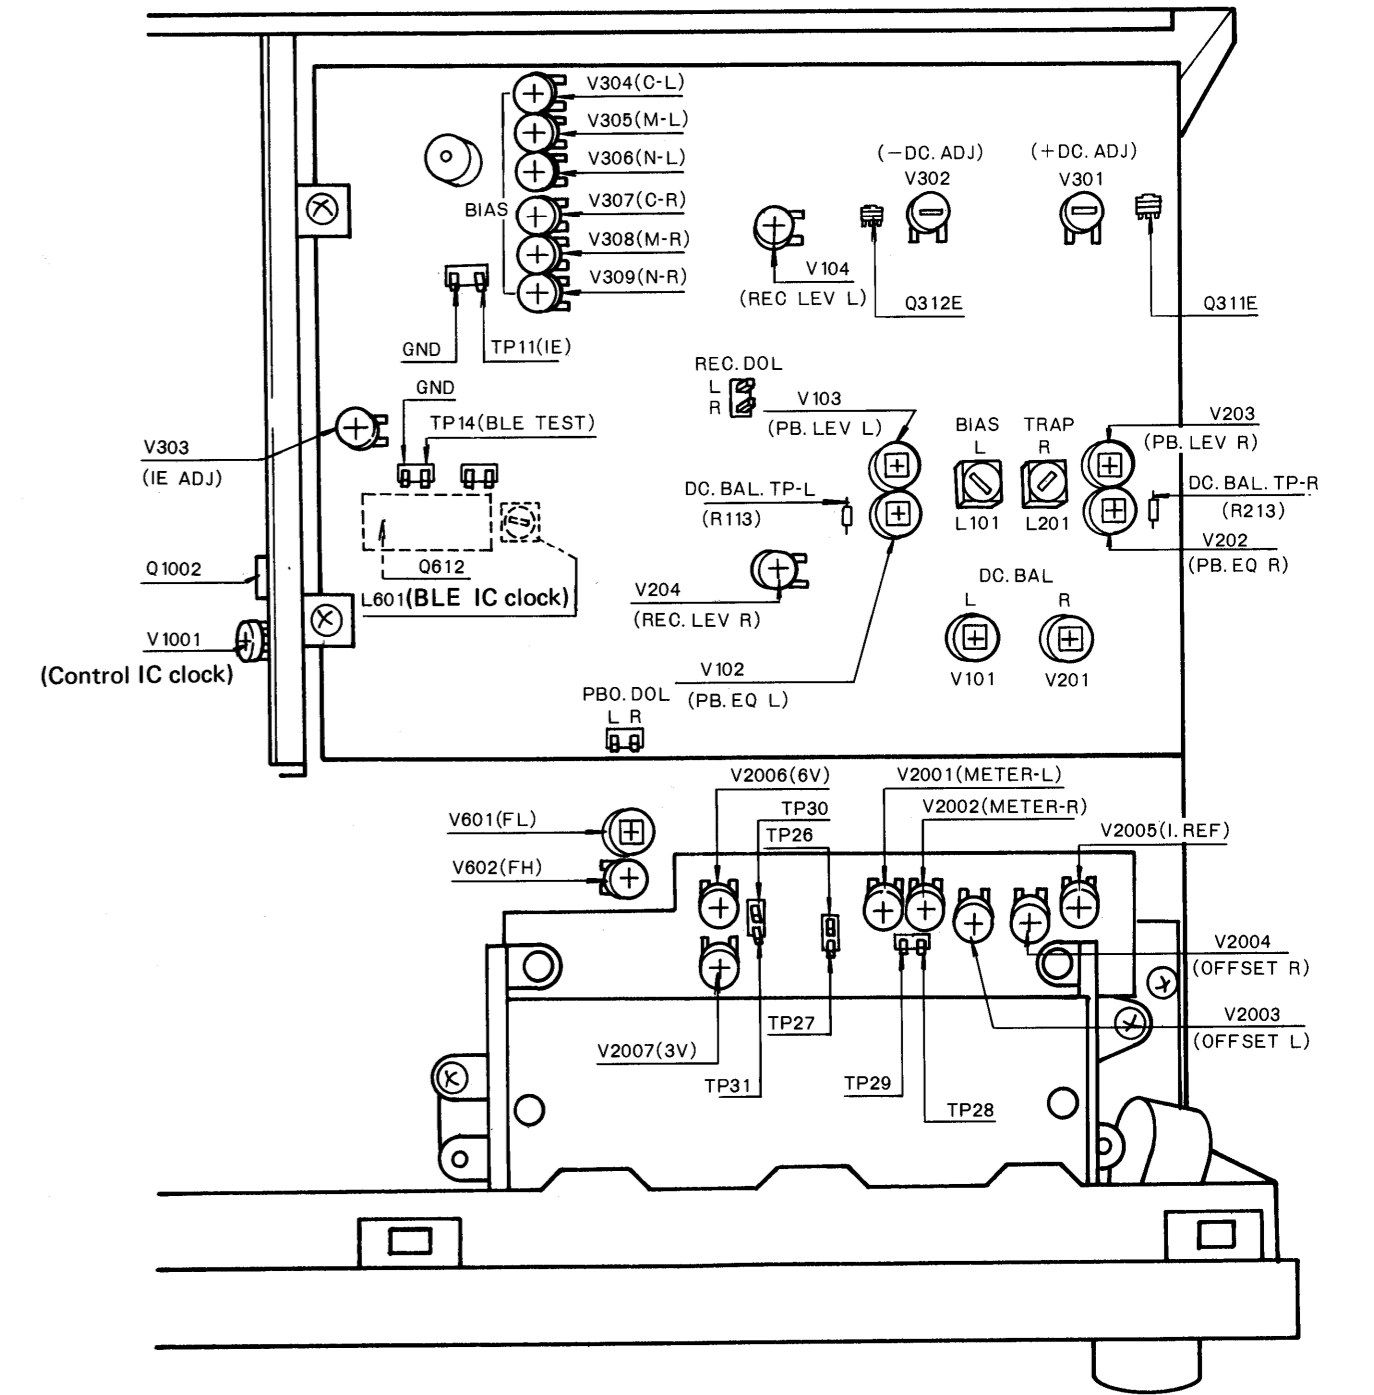 V304(C-L)
V305(M-L)
V306(N-L)
BIAS
V307(C-R)
V308(M-R)
V309(N-R)
(-DC. ADJ)
V302
(+DC. ADJ)
V301
V104
(REC LEV L)
Q312E
Q311E
GND
TP11(IE)
GND
TP14(BLE TEST)
REC. DOL
L
R
V103
(PB. LEV L)
BIAS TRAP
L R
L101 L201
V203
(PB. LEV R)
V303
(IE ADJ)
DC. BAL. TP-L
(R113)
DC. BAL. TP-R
(R213)
V202
(PB. EQ R)
Q1002
Q612
L601(BLE IC clock)
V204
(REC. LEV R)
DC. BAL
L R
V101 V201
V1001
(Control IC clock)
V102
(PB. EQ L)
PBO. DOL
L R
V2006(6V)
V2001(METER-L)
TP30
V2002(METER-R)
TP26
V601(FL)
V2005(I. REF)
V602(FH)
V2004
(OFFSET R)
TP27
V2003
(OFFSET L)
V2007(3V)
TP31
TP29
TP28